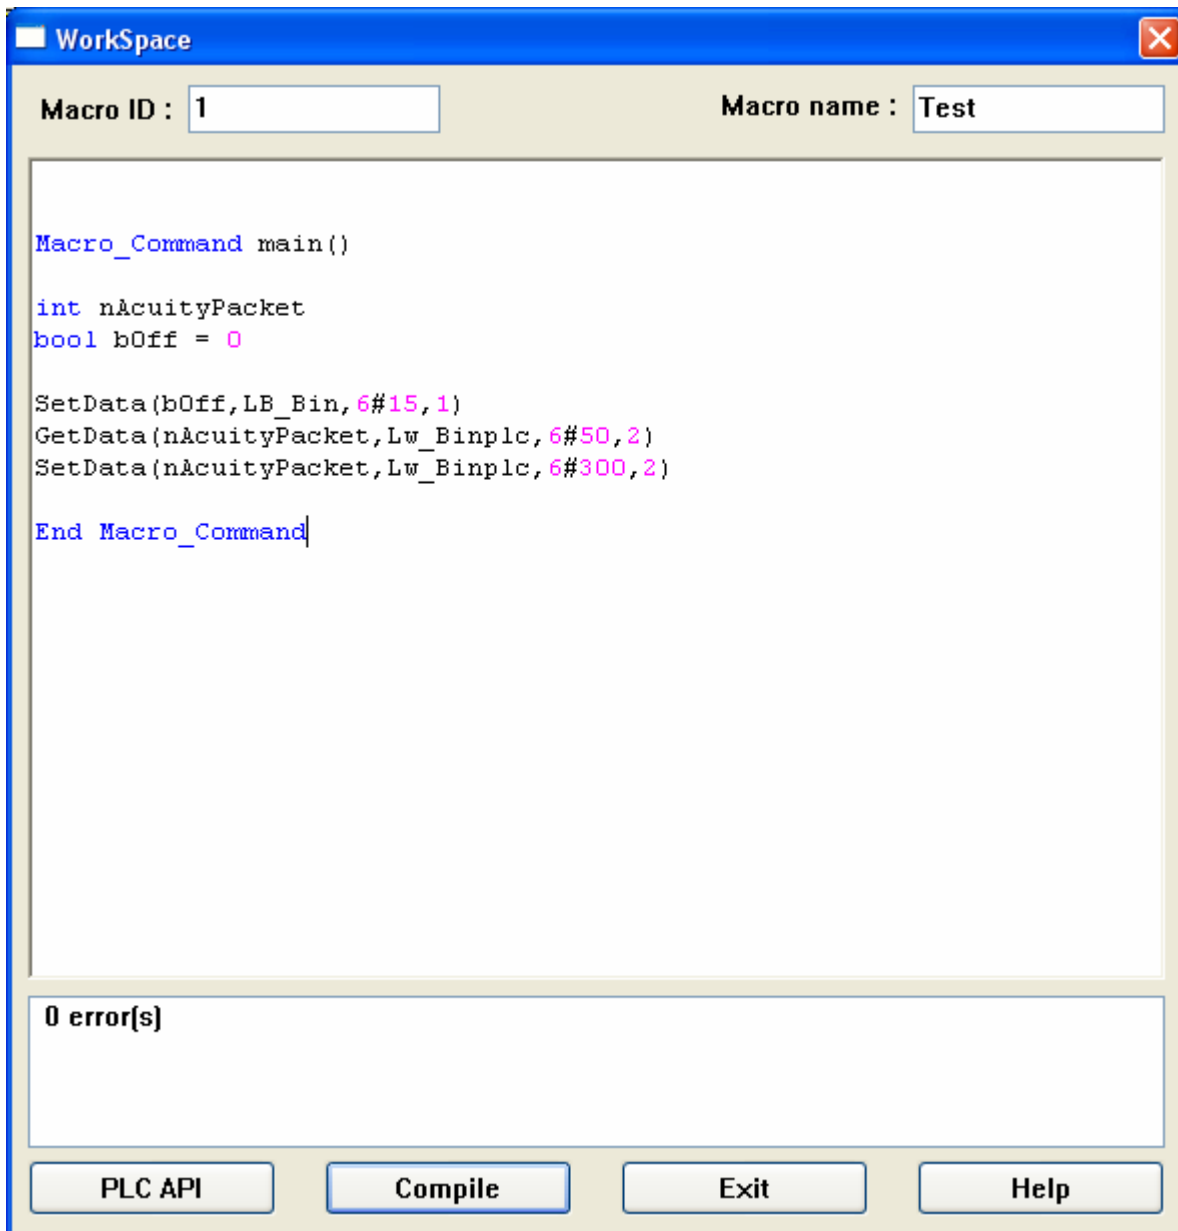 WorkSpace
Macro ID : 1 Macro name : Test
Macro_Command main()
int nAcuityPacket
bool bOff = 0
SetData(bOff,LB_Bin,6#15,1)
GetData(nAcuityPacket,Lw_Binplc,6#50,2)
SetData(nAcuityPacket,Lw_Binplc,6#300,2)
End Macro_Command
0 error(s)
PLC API Compile Exit Help